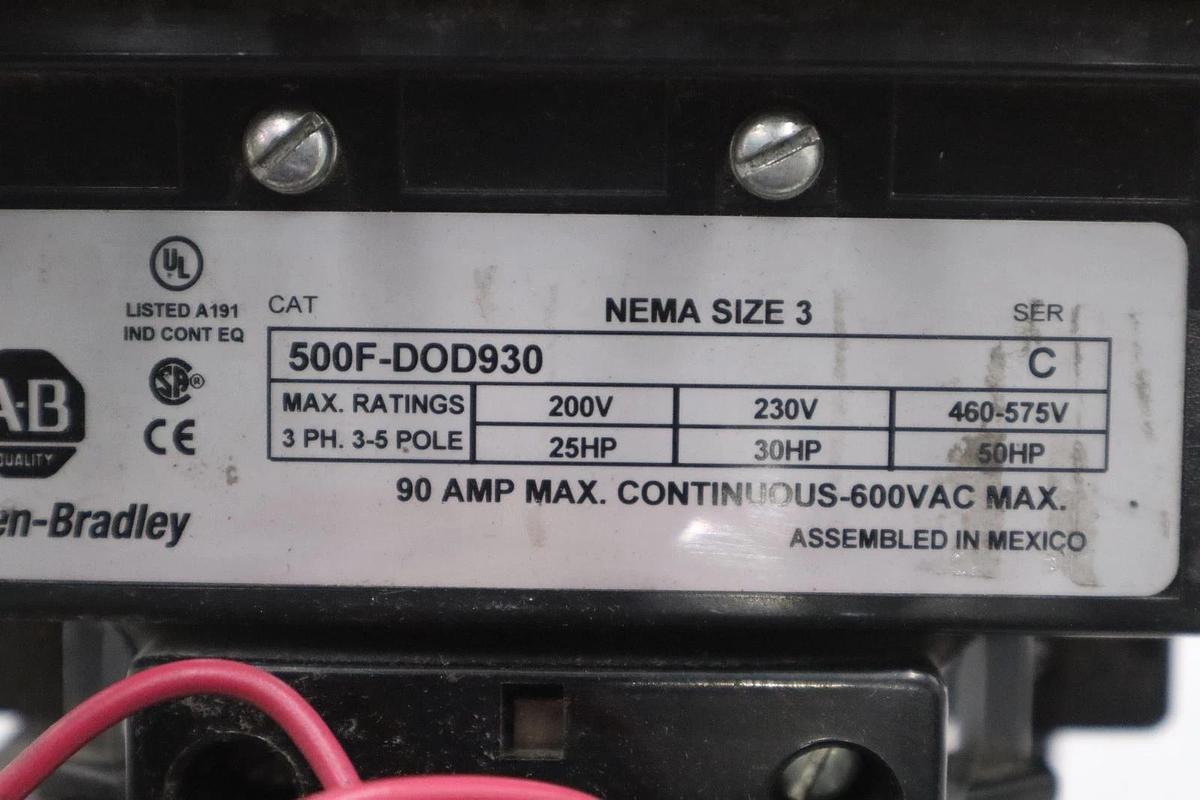 UL
LISTED A191
IND CONT EQ
CAT
NEMA SIZE 3
SER
500F-DOD930
C
SA®
MAX. RATINGS
3 PH. 3-5 POLE
200V
230V
460-575V
25HP
30HP
50HP
A-B
QUALITY
CE
90 AMP MAX. CONTINUOUS-600VAC MAX.
en-Bradley
ASSEMBLED IN MEXICO